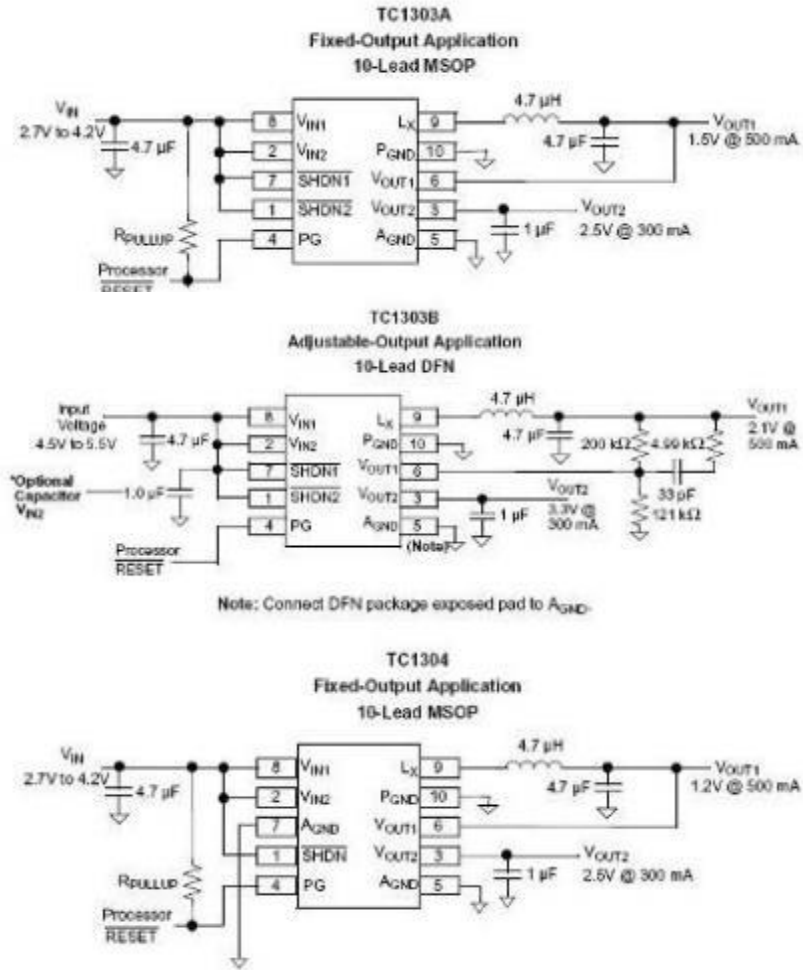 TC1303A
Fixed-Output Application
10-Lead MSOP
VIN
2.7V to 4.2V
4.7 µF
RPULLUP
Processor
RESET
8 VIN1
2 VIN2
7 SHDN1
1 SHDN2
4 PG
LX 9
PGND 10
VOUT1 6
VOUT2 3
AGND 5
4.7 µH
4.7 µF
VOUT1
1.5V @ 500 mA
1 µF
VOUT2
2.5V @ 300 mA
TC1303B
Adjustable-Output Application
10-Lead DFN
Input
Voltage
4.5V to 5.5V
4.7 µF
*Optional
Capacitor
VIN2
1.0 µF
Processor
RESET
8 VIN1
2 VIN2
7 SHDN1
1 SHDN2
4 PG
LX 9
PGND 10
VOUT1 6
VOUT2 3
AGND 5
(Note)
4.7 µH
4.7 µF
200 kΩ
4.99 kΩ
33 pF
121 kΩ
VOUT1
2.1V @
500 mA
1 µF
VOUT2
3.3V @
300 mA
Note: Connect DFN package exposed pad to AGND.
TC1304
Fixed-Output Application
10-Lead MSOP
VIN
2.7V to 4.2V
4.7 µF
RPULLUP
Processor
RESET
8 VIN1
2 VIN2
7 AGND
1 SHDN
4 PG
LX 9
PGND 10
VOUT1 6
VOUT2 3
AGND 5
4.7 µH
4.7 µF
VOUT1
1.2V @ 500 mA
1 µF
VOUT2
2.5V @ 300 mA